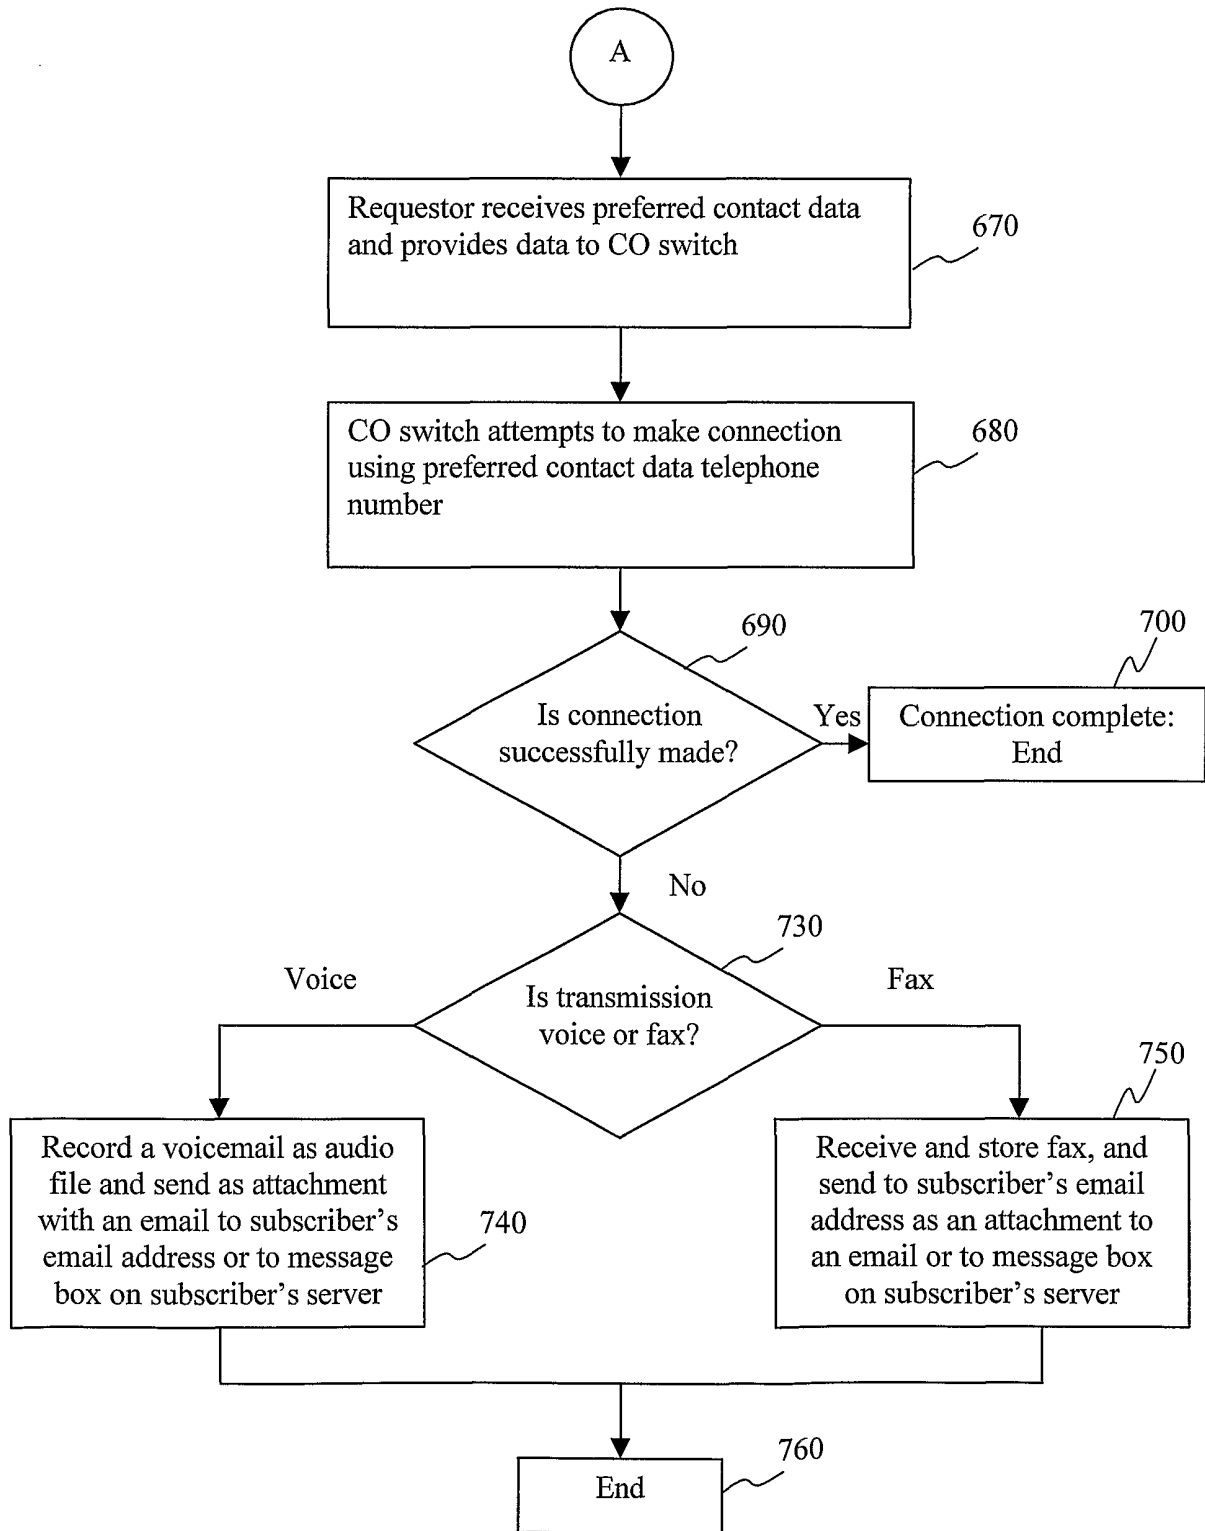 A
Requestor receives preferred contact data
and provides data to CO switch
670
CO switch attempts to make connection
using preferred contact data telephone
number
680
690
Is connection
successfully made?
Yes
700
Connection complete:
End
No
730
Voice
Is transmission
voice or fax?
Fax
750
Record a voicemail as audio
file and send as attachment
with an email to subscriber’s
email address or to message
box on subscriber’s server
740
Receive and store fax, and
send to subscriber’s email
address as an attachment to
an email or to message box
on subscriber’s server
760
End